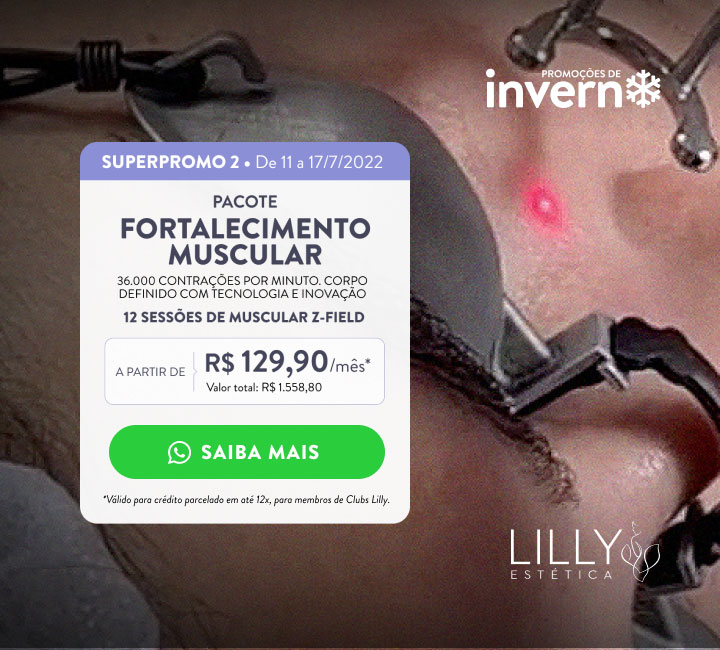 PROMOÇÕES DE
invern
SUPERPROMO 2 • De 11 a 17/7/2022
PACOTE
FORTALECIMENTO
MUSCULAR
36.000 CONTRAÇÕES POR MINUTO. CORPO
DEFINIDO COM TECNOLOGIA E INOVAÇÃO
12 SESSÕES DE MUSCULAR Z-FIELD
A PARTIR DE R$ 129,90/mês*
Valor total: R$ 1.558,80
SAIBA MAIS
*Válido para crédito parcelado em até 12x, para membros de Clubs Lilly.
LILLY
ESTÉTICA